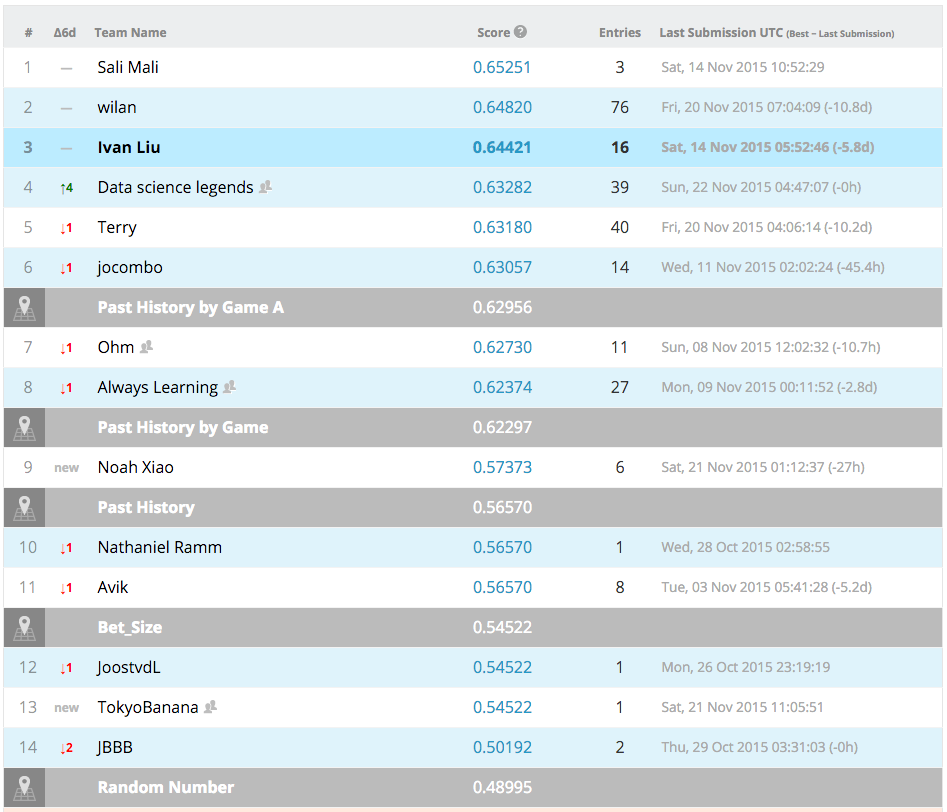 # Δ6d Team Name Score ? Entries Last Submission UTC (Best – Last Submission)
1 — Sali Mali 0.65251 3 Sat, 14 Nov 2015 10:52:29
2 — wilan 0.64820 76 Fri, 20 Nov 2015 07:04:09 (-10.8d)
3 — Ivan Liu 0.64421 16 Sat, 14 Nov 2015 05:52:46 (-5.8d)
4 ↑4 Data science legends 0.63282 39 Sun, 22 Nov 2015 04:47:07 (-0h)
5 ↓1 Terry 0.63180 40 Fri, 20 Nov 2015 04:06:14 (-10.2d)
6 ↓1 jocombo 0.63057 14 Wed, 11 Nov 2015 02:02:24 (-45.4h)
Past History by Game A 0.62956
7 ↓1 Ohm 0.62730 11 Sun, 08 Nov 2015 12:02:32 (-10.7h)
8 ↓1 Always Learning 0.62374 27 Mon, 09 Nov 2015 00:11:52 (-2.8d)
Past History by Game 0.62297
9 new Noah Xiao 0.57373 6 Sat, 21 Nov 2015 01:12:37 (-27h)
Past History 0.56570
10 ↓1 Nathaniel Ramm 0.56570 1 Wed, 28 Oct 2015 02:58:55
11 ↓1 Avik 0.56570 8 Tue, 03 Nov 2015 05:41:28 (-5.2d)
Bet_Size 0.54522
12 ↓1 JoostvdL 0.54522 1 Mon, 26 Oct 2015 23:19:19
13 new TokyoBanana 0.54522 1 Sat, 21 Nov 2015 11:05:51
14 ↓2 JBBB 0.50192 2 Thu, 29 Oct 2015 03:31:03 (-0h)
Random Number 0.48995